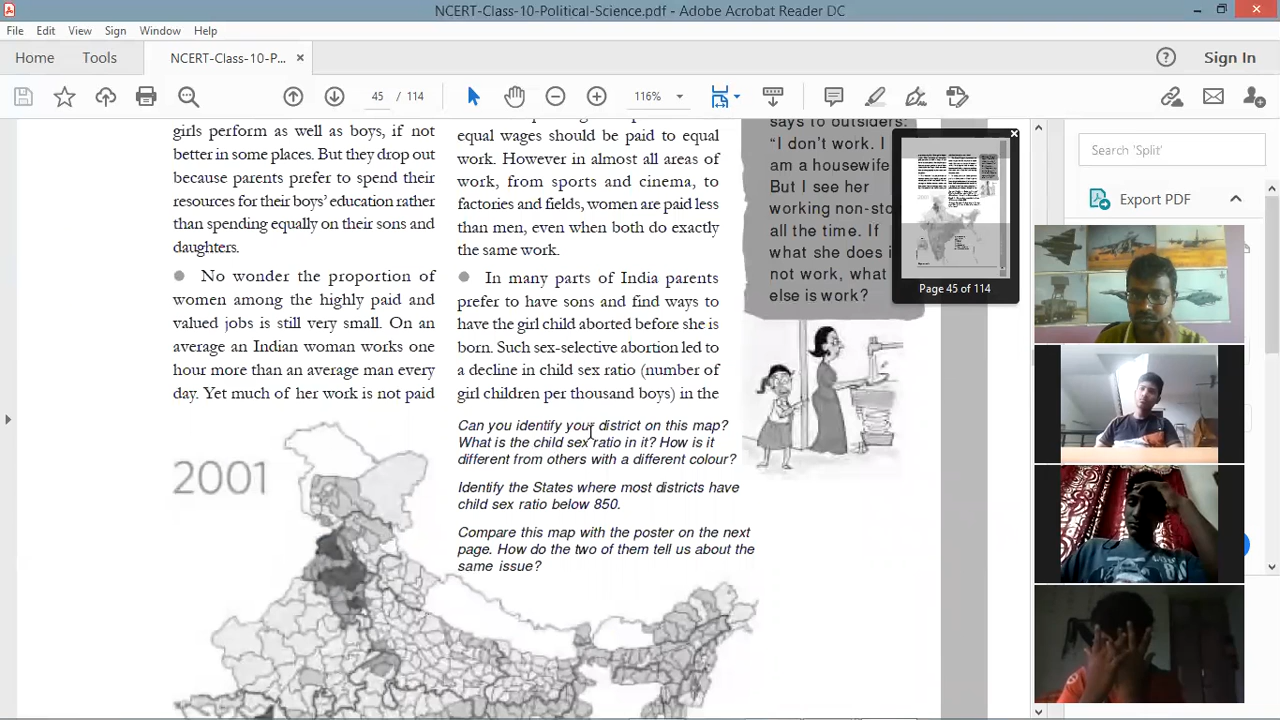 NCERT-Class-10-Political-Science.pdf - Adobe Acrobat Reader DC
File Edit View Sign Window Help
Home Tools NCERT-Class-10-P... × ? Sign In
45 / 114 116%
girls perform as well as boys, if not
better in some places. But they drop out
because parents prefer to spend their
resources for their boys' education rather
than spending equally on their sons and
daughters.
● No wonder the proportion of
women among the highly paid and
valued jobs is still very small. On an
average an Indian woman works one
hour more than an average man every
day. Yet much of her work is not paid
equal wages should be paid to equal
work. However in almost all areas of
work, from sports and cinema, to
factories and fields, women are paid less
than men, even when both do exactly
the same work.
● In many parts of India parents
prefer to have sons and find ways to
have the girl child aborted before she is
born. Such sex-selective abortion led to
a decline in child sex ratio (number of
girl children per thousand boys) in the
says to outsiders:
“I don't work. I
am a housewife
But I see her
working non-sto
all the time. If
what she does i
not work, what
else is work?
Page 45 of 114
Search 'Split'
Export PDF
2001
Can you identify your district on this map?
What is the child sex ratio in it? How is it
different from others with a different colour?
Identify the States where most districts have
child sex ratio below 850.
Compare this map with the poster on the next
page. How do the two of them tell us about the
same issue?